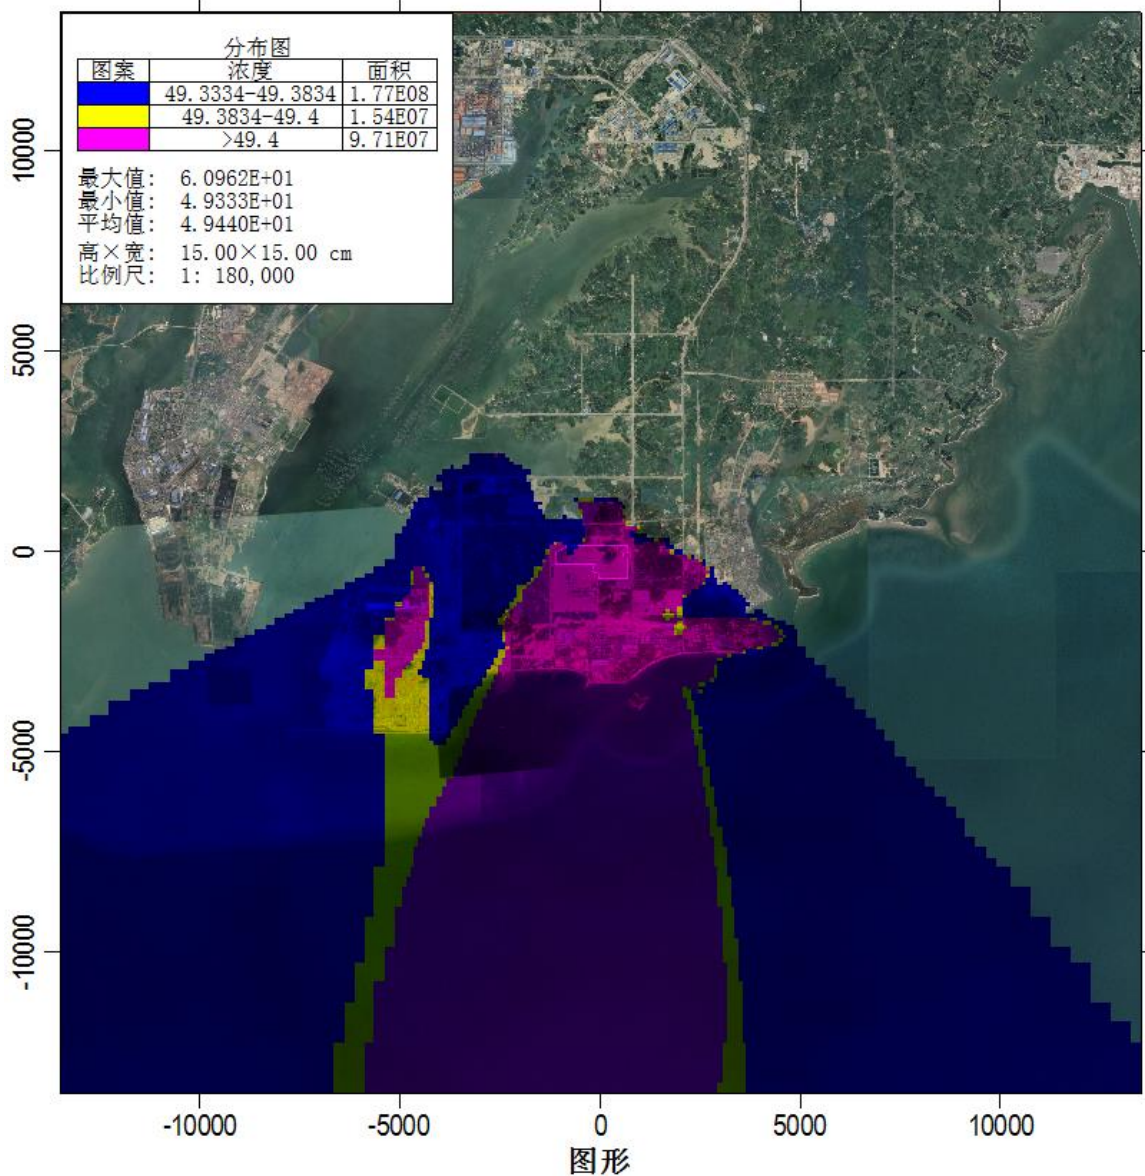 分布图
图案 浓度 面积
49.3334-49.3834 1.77E08
49.3834-49.4 1.54E07
>49.4 9.71E07
最大值: 6.0962E+01
最小值: 4.9333E+01
平均值: 4.9440E+01
高×宽: 15.00×15.00 cm
比例尺: 1: 180,000
10000
5000
0
-5000
-10000
-10000 -5000 0 5000 10000
图形